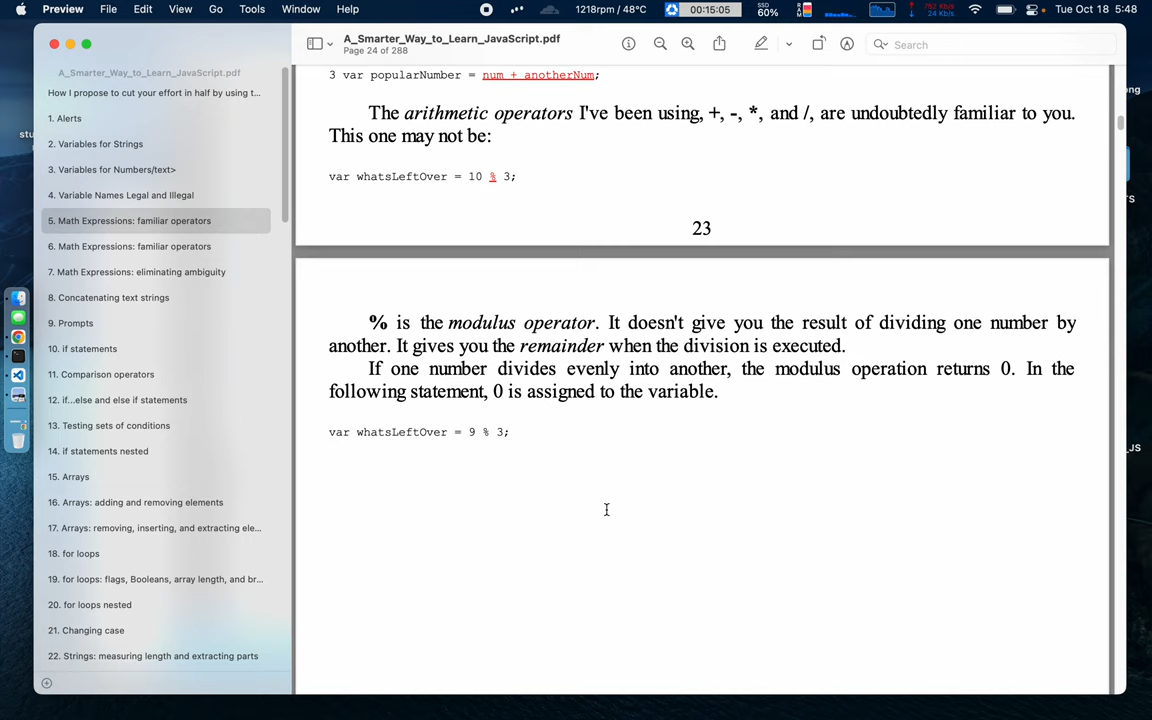 Preview File Edit View Go Tools Window Help 1218rpm / 48°C 00:15:05 SSD 60% Tue Oct 18 5:48
A_Smarter_Way_to_Learn_JavaScript.pdf
Page 24 of 288
Search
A_Smarter_Way_to_Learn_JavaScript.pdf
How I propose to cut your effort in half by using t...
1. Alerts
2. Variables for Strings
3. Variables for Numbers/text>
4. Variable Names Legal and Illegal
5. Math Expressions: familiar operators
6. Math Expressions: familiar operators
7. Math Expressions: eliminating ambiguity
8. Concatenating text strings
9. Prompts
10. if statements
11. Comparison operators
12. if...else and else if statements
13. Testing sets of conditions
14. if statements nested
15. Arrays
16. Arrays: adding and removing elements
17. Arrays: removing, inserting, and extracting ele...
18. for loops
19. for loops: flags, Booleans, array length, and br...
20. for loops nested
21. Changing case
22. Strings: measuring length and extracting parts
3 var popularNumber = num + anotherNum;
The arithmetic operators I've been using, +, -, *, and /, are undoubtedly familiar to you.
This one may not be:
var whatsLeftOver = 10 % 3;
23
% is the modulus operator. It doesn't give you the result of dividing one number by
another. It gives you the remainder when the division is executed.
If one number divides evenly into another, the modulus operation returns 0. In the
following statement, 0 is assigned to the variable.
var whatsLeftOver = 9 % 3;
stu
ong
rs
_JS